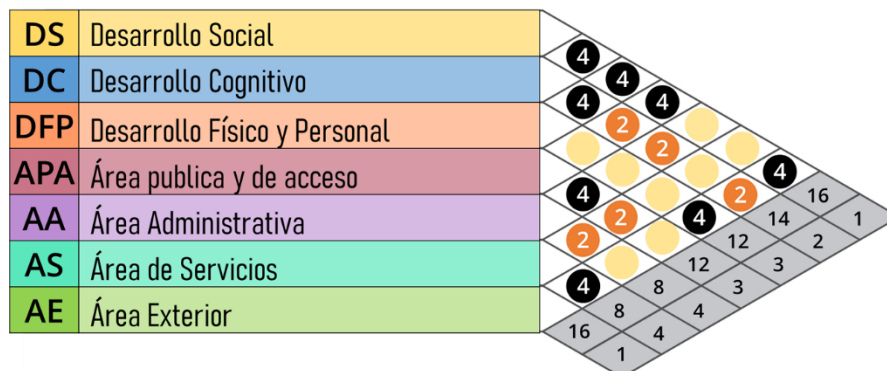 DS Desarrollo Social
4
DC Desarrollo Cognitivo 4
4 4
DFP Desarrollo Físico y Personal 2
2
APA Área publica y de acceso 4
4 2 16
AA Área Administrativa 2 4 14 1
2 12 2
AS Área de Servicios 12 3
4 8 3
AE Área Exterior 8 4
16 4
1